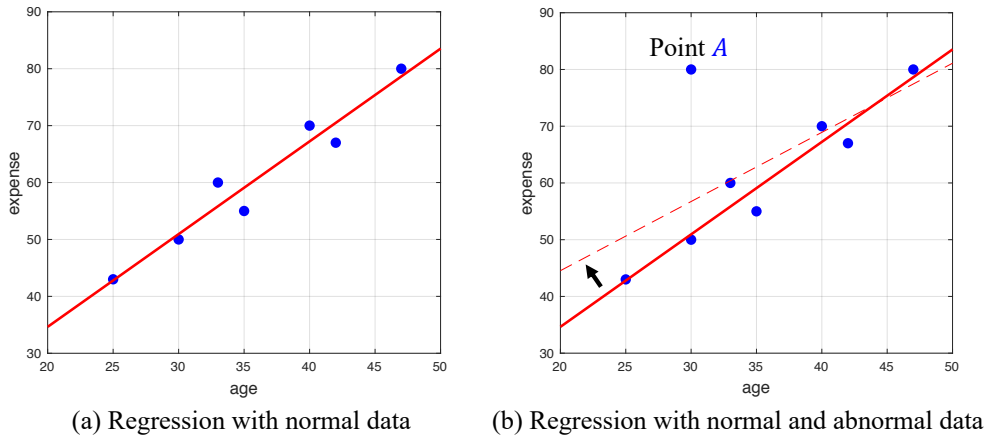 90
80
70
60
50
40
30
expense
20 25 30 35 40 45 50
age
(a) Regression with normal data
90
80
70
60
50
40
30
expense
Point A
20 25 30 35 40 45 50
age
(b) Regression with normal and abnormal data